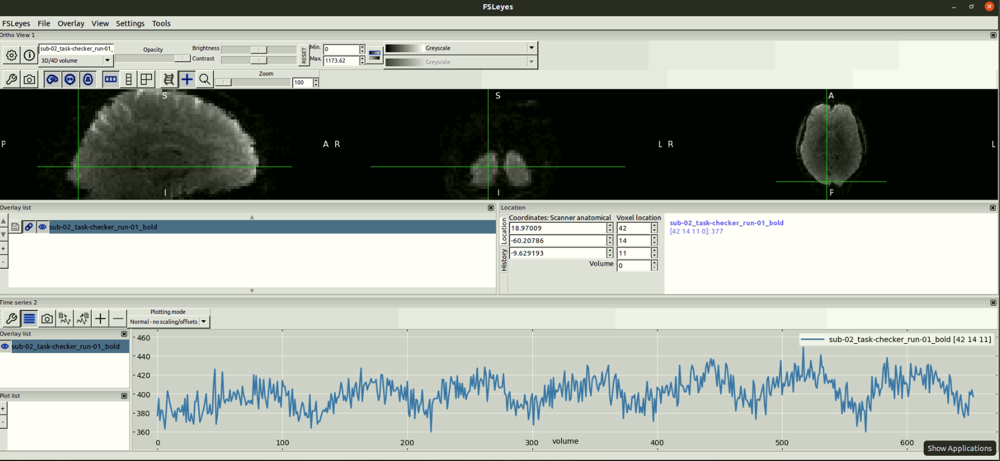 FSLeyes
FSLeyes File Overlay View Settings Tools
Ortho View 1
sub-02_task-checker_run-01_
3D/4D volume
Opacity
Brightness
Contrast
RESET
Min. 0
Max. 1173.62
Greyscale
Greyscale
Zoom
100
S
P
A
I
S
R
L
I
A
R
L
P
Overlay list
sub-02_task-checker_run-01_bold
Location
Location
History
Coordinates: Scanner anatomical Voxel location
18.97009 42
-60.20786 14
-9.629193 11
Volume 0
sub-02_task-checker_run-01_bold
[42 14 11 0]: 377
Time series 2
Plotting mode
Normal - no scaling/offsets
Overlay list
sub-02_task-checker_run-01_bold
Plot list
+
-
460
440
420
400
380
360
sub-02_task-checker_run-01_bold [42 14 11]
0 100 200 300 400 500 600
volume
Show Applications